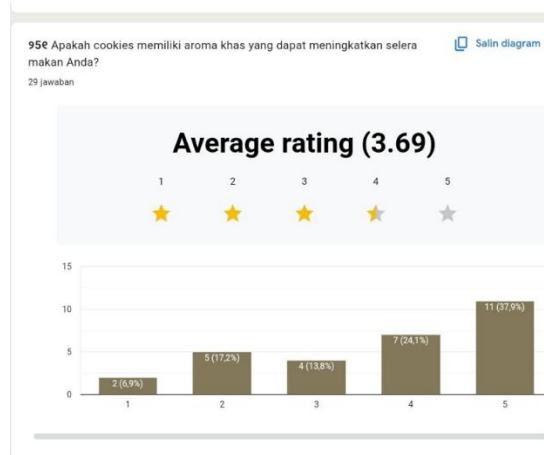 95€ Apakah cookies memiliki aroma khas yang dapat meningkatkan selera
makan Anda?
Salin diagram
29 jawaban
Average rating (3.69)
1 2 3 4 5
15
10
5
0
2 (6,9%)
5 (17,2%)
4 (13,8%)
7 (24,1%)
11 (37,9%)
1 2 3 4 5